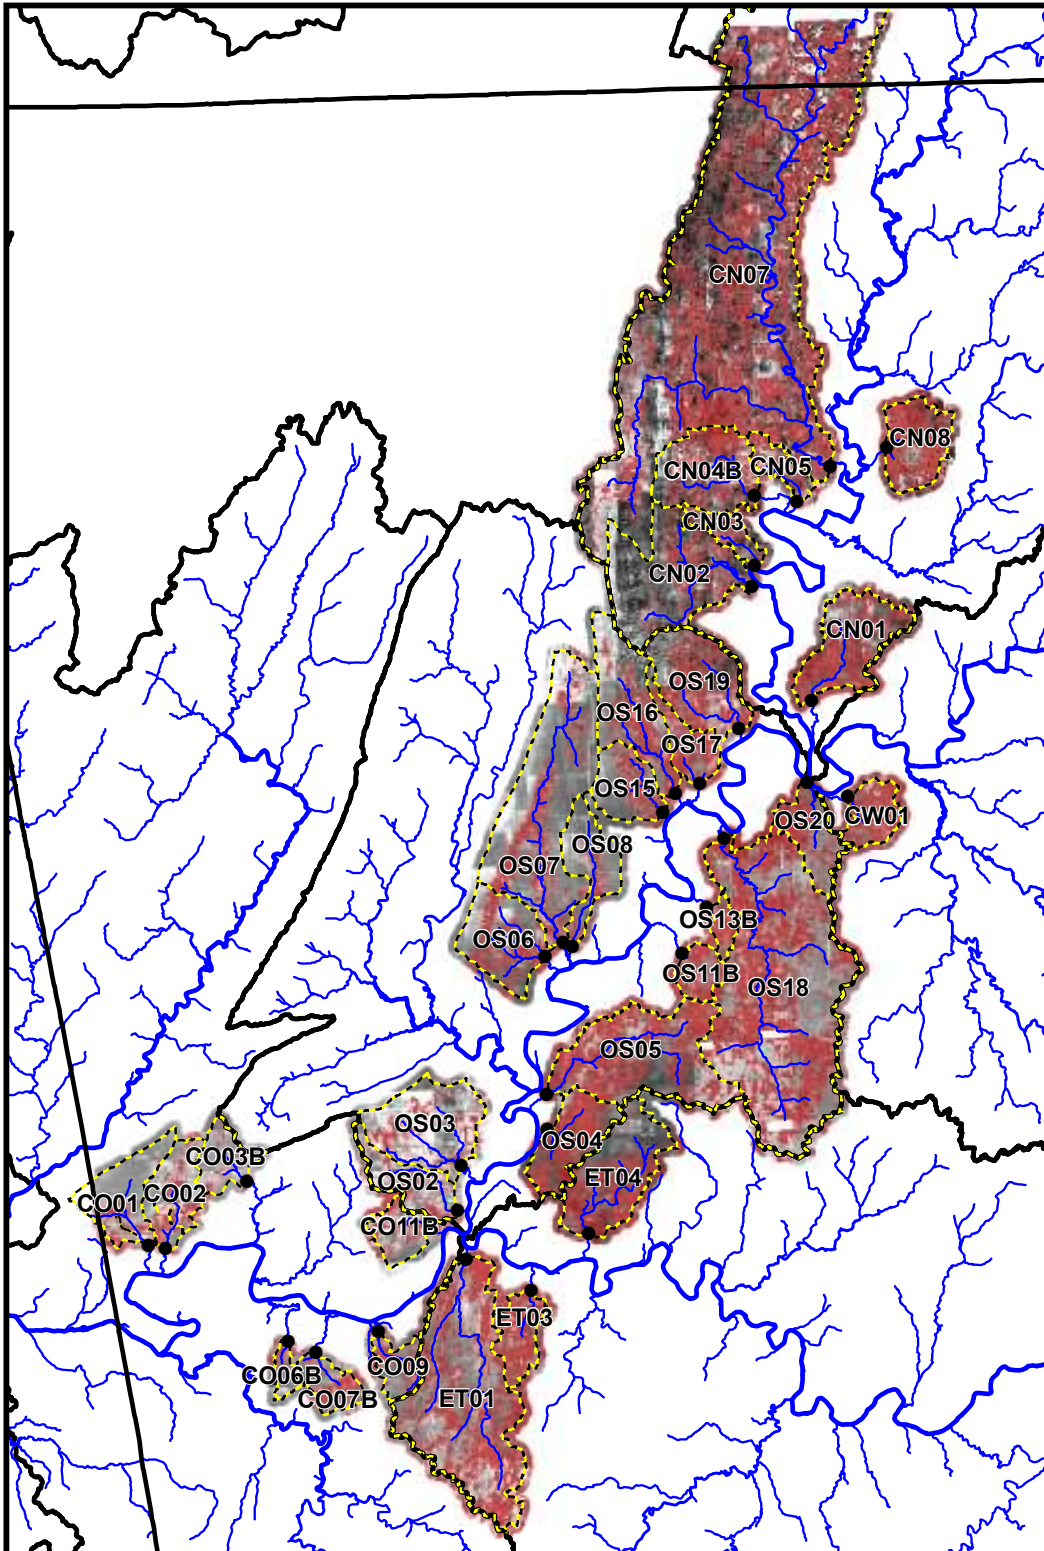 CN07
CN08
CN04B
CN05
CN03
CN02
CN01
OS19
OS16
OS17
OS15
OS20
CW01
OS08
OS07
OS13B
OS06
OS11B
OS18
OS05
OS03
OS04
CO03B
ET04
OS02
CO02
CO01
CO11B
ET03
CO09
CO06B
CO07B
ET01